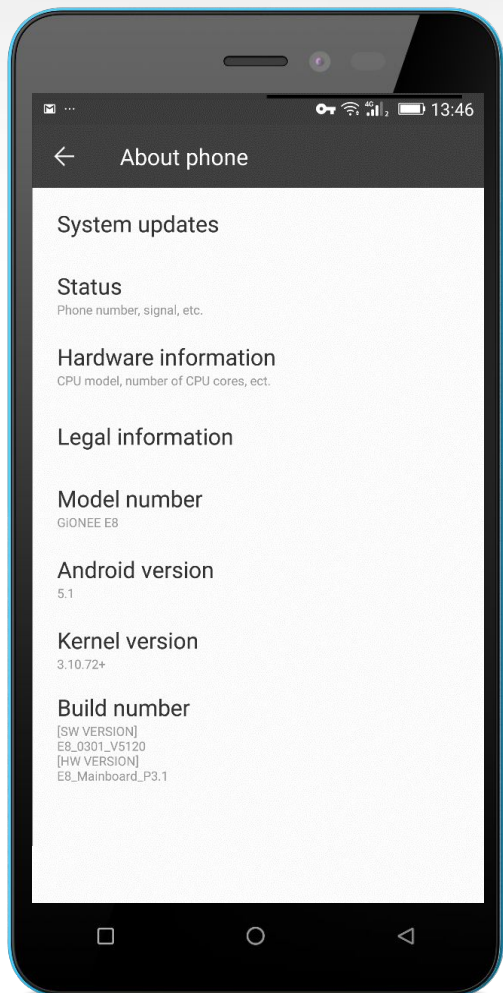 ... 4G 2 13:46
About phone
System updates
Status
Phone number, signal, etc.
Hardware information
CPU model, number of CPU cores, ect.
Legal information
Model number
GiONEE E8
Android version
5.1
Kernel version
3.10.72+
Build number
[SW VERSION]
E8_0301_V5120
[HW VERSION]
E8_Mainboard_P3.1